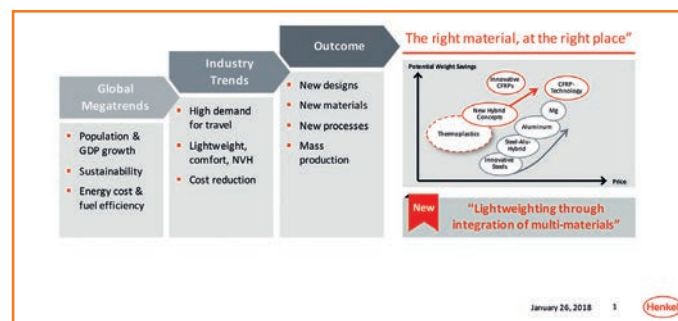 Global
Megatrends
Population &
GDP growth
Sustainability
Energy cost &
fuel efficiency
Industry
Trends
High demand
for travel
Lightweight,
comfort, NVH
Cost reduction
Outcome
New designs
New materials
New processes
Mass
production
The right material, at the right place”
Potential Weight Savings
Innovative
CFRPs
CFRP-
Technology
New Hybrid
Concepts
Mg
Thermoplastics
Aluminum
Steel-Alu-
Hybrid
Innovative
Steels
Price
New
“Lightweighting through
integration of multi-materials”
January 26, 2018 1
Henkel